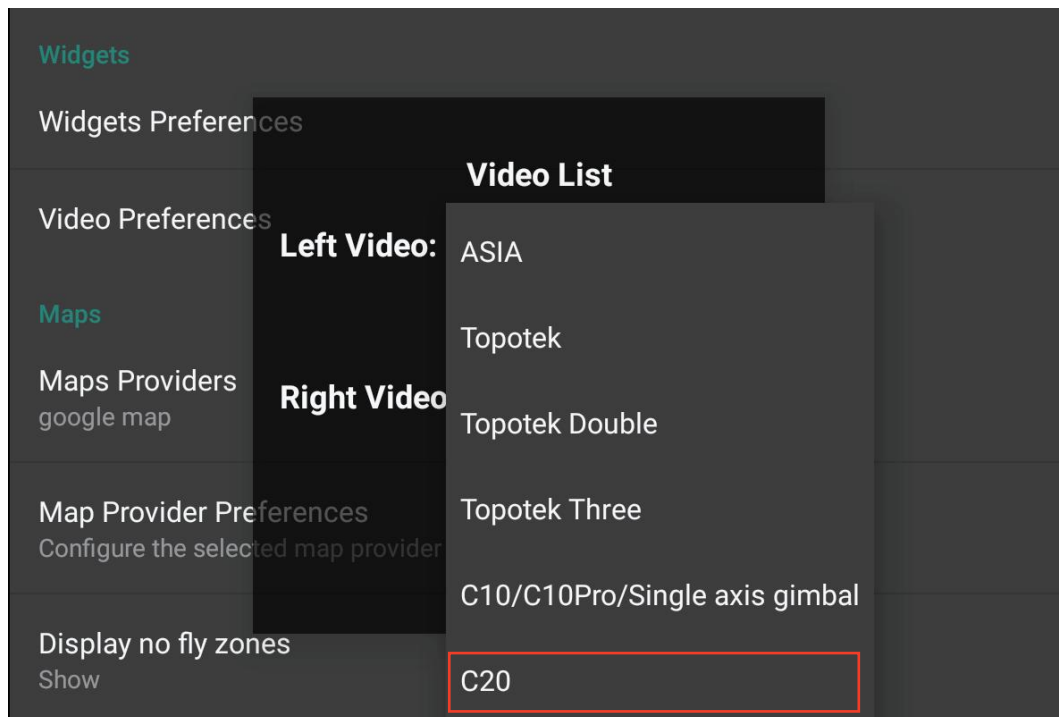 Widgets
Widgets Preferences
Video Preferences
Maps
Maps Providers
google map
Map Provider Preferences
Configure the selected map provider
Display no fly zones
Show
Video List
Left Video:
Right Video
ASIA
Topotek
Topotek Double
Topotek Three
C10/C10Pro/Single axis gimbal
C20